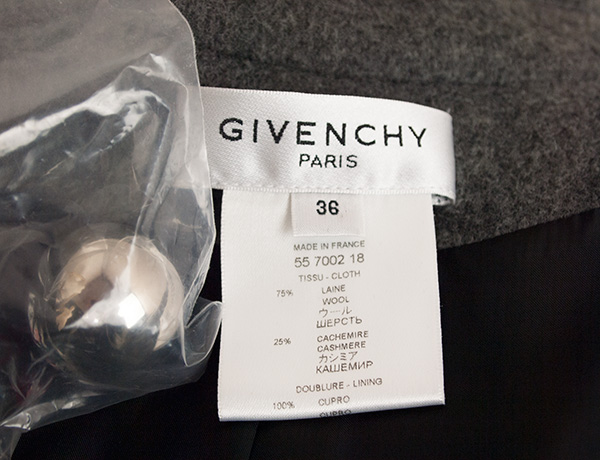 GIVENCHY
PARIS
36
MADE IN FRANCE
55 7002 18
TISSU - CLOTH
75% LAINE
WOOL
ウール
ШЕРСТЬ
25% CACHEMIRE
CASHMERE
カシミア
КАШЕМИР
DOUBLURE - LINING
100% CUPRO
CUPRO